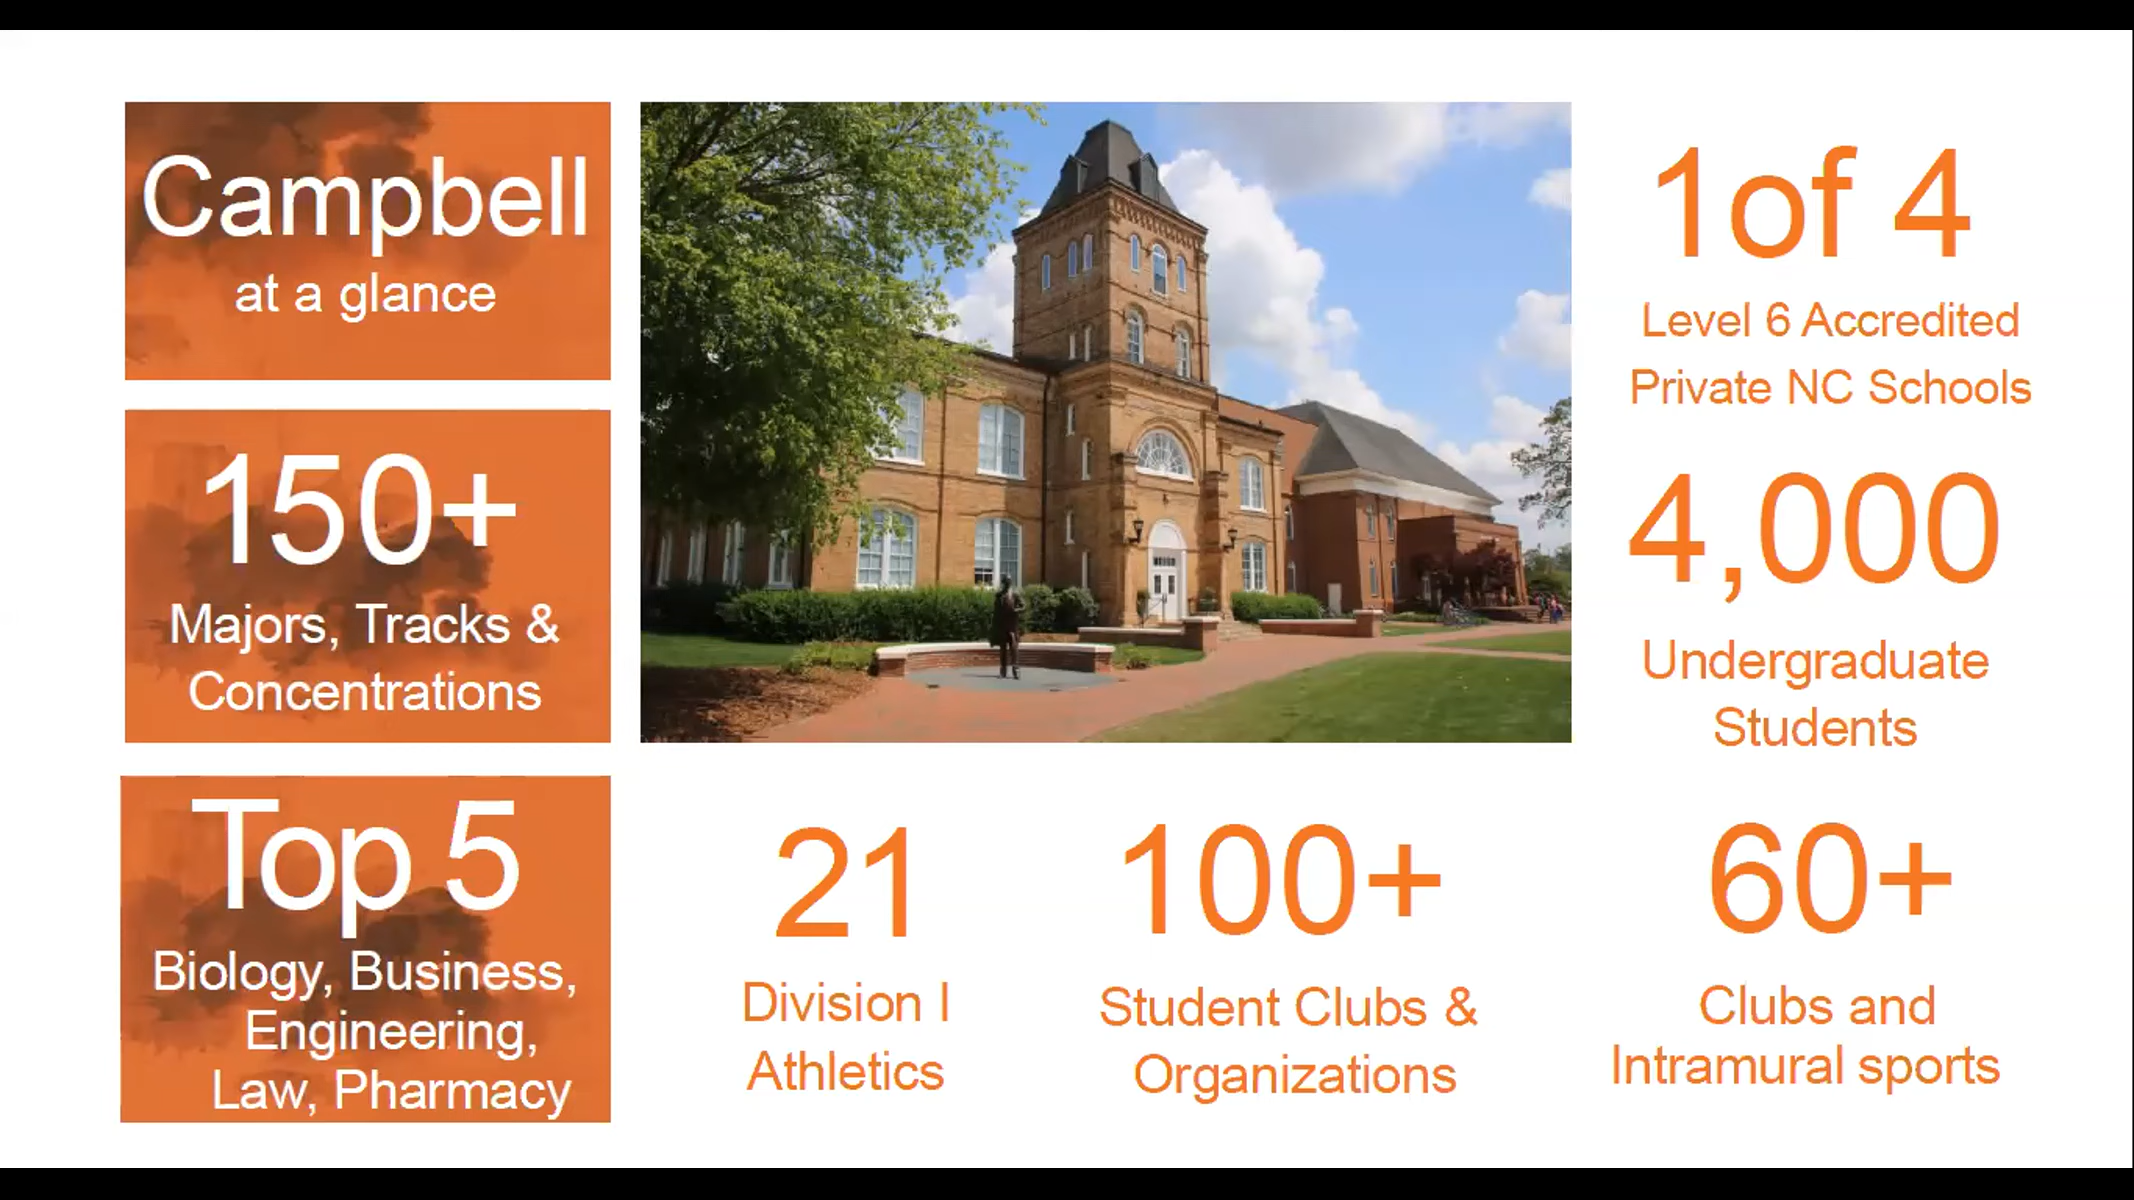 Campbell
at a glance
150+
Majors, Tracks &
Concentrations
Top 5
Biology, Business,
Engineering,
Law, Pharmacy
1of 4
Level 6 Accredited
Private NC Schools
4,000
Undergraduate
Students
21
Division I
Athletics
100+
Student Clubs &
Organizations
60+
Clubs and
Intramural sports